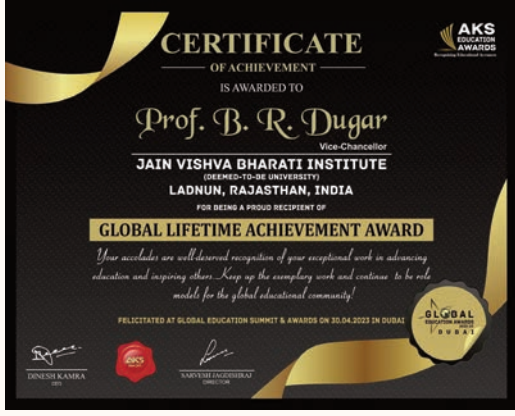 CERTIFICATE
OF ACHIEVEMENT
IS AWARDED TO
AKS
EDUCATION
AWARDS
Recognizing Educational Acumen
Prof. B. R. Dugar
Vice-Chancellor
JAIN VISHVA BHARATI INSTITUTE
(DEEMED-TO-BE UNIVERSITY)
LADNUN, RAJASTHAN, INDIA
FOR BEING A PROUD RECIPIENT OF
GLOBAL LIFETIME ACHIEVEMENT AWARD
Your accolades are well-deserved recognition of your exceptional work in advancing
education and inspiring others. Keep up the exemplary work and continue to be role
models for the global educational community!
FELICITATED AT GLOBAL EDUCATION SUMMIT & AWARDS ON 30.04.2023 IN DUBAI
GLOBAL
EDUCATION AWARDS
DUBAI
AKS
DINESH KAMRA
SARVESH JAGDISHRAJ
DIRECTOR